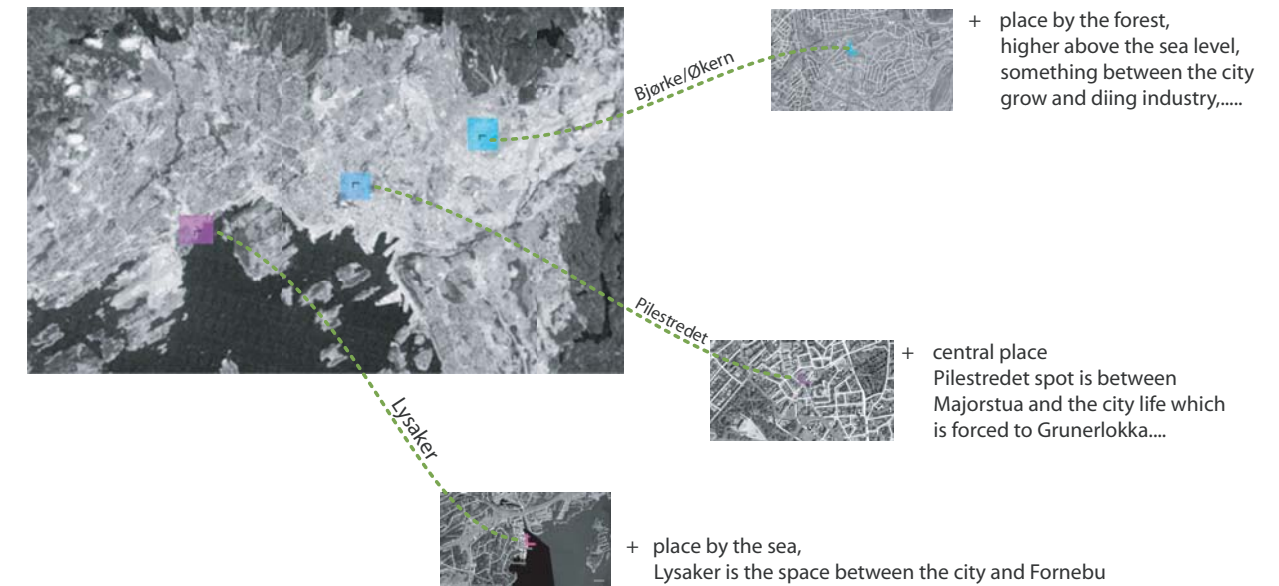 Bjørke/Økern
+ place by the forest,
higher above the sea level,
something between the city
grow and diing industry,.....
Pilestredet
+ central place
Pilestredet spot is between
Majorstua and the city life which
is forced to Grunerlokka....
Lysaker
+ place by the sea,
Lysaker is the space between the city and Fornebu